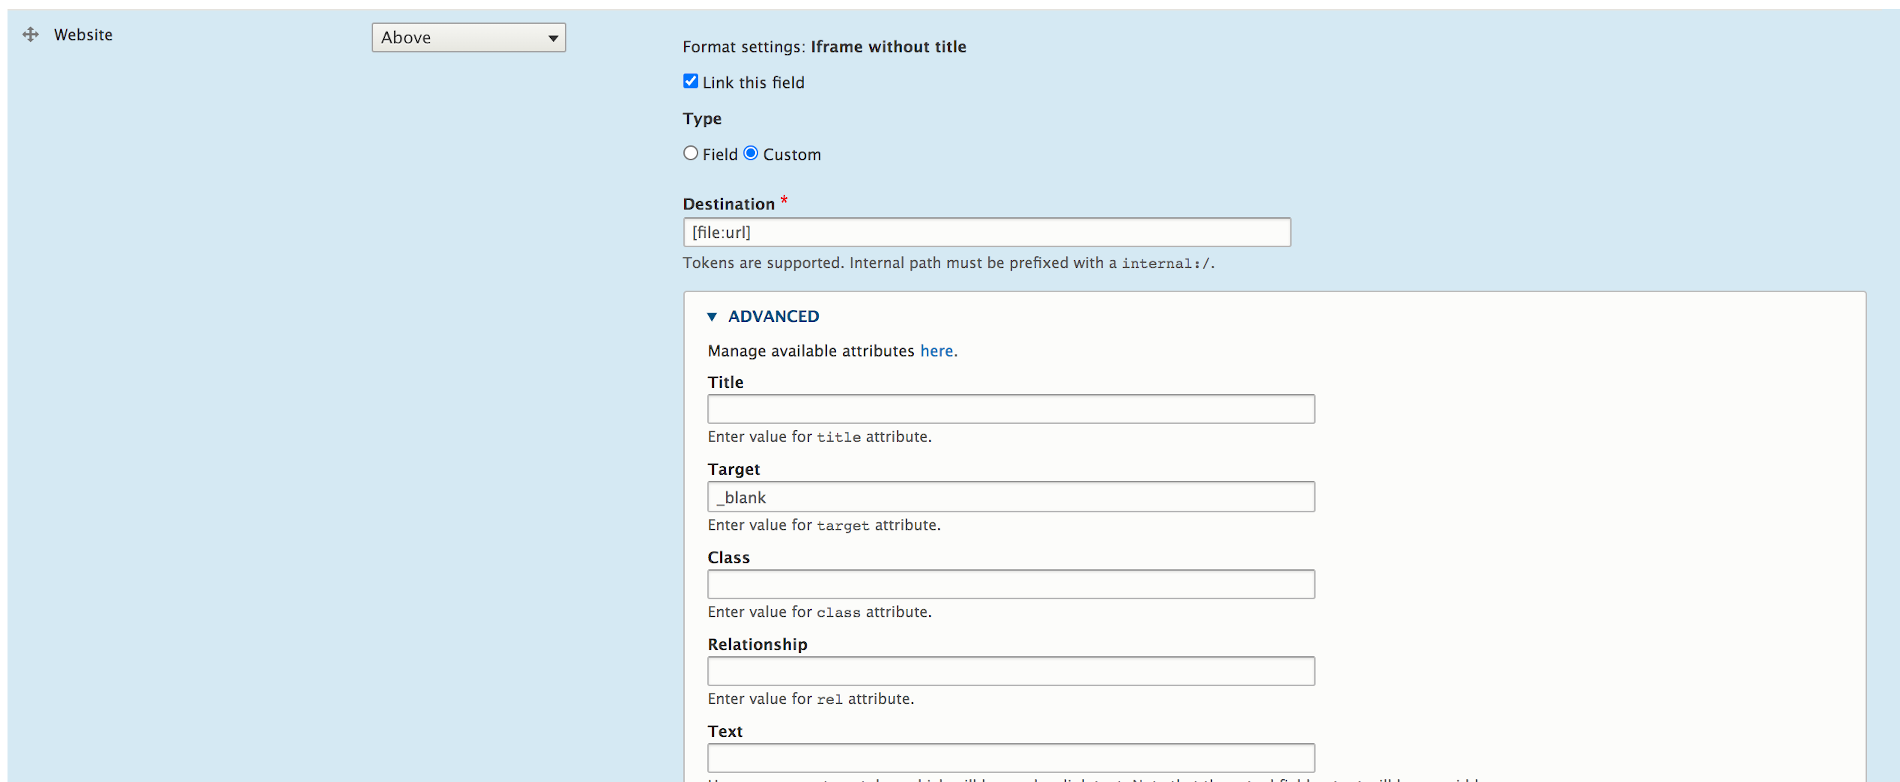 Website
Above
Format settings: Iframe without title
Link this field
Type
Field Custom
Destination *
[file:url]
Tokens are supported. Internal path must be prefixed with a internal:/.
▼ ADVANCED
Manage available attributes here.
Title
Enter value for title attribute.
Target
_blank
Enter value for target attribute.
Class
Enter value for class attribute.
Relationship
Enter value for rel attribute.
Text